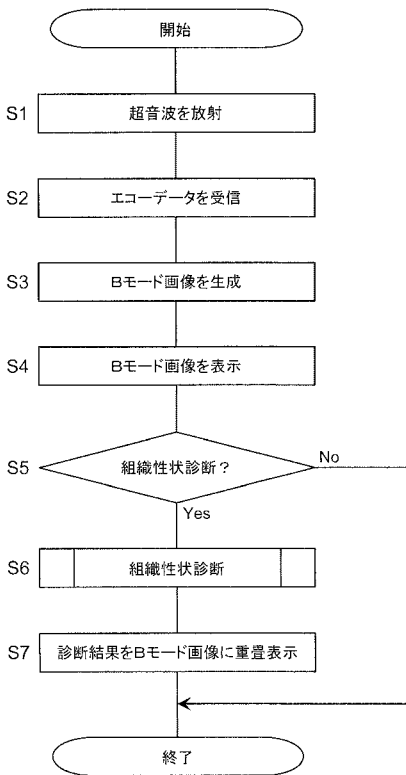 開始
S1 超音波を放射
S2 エコーデータを受信
S3 Bモード画像を生成
S4 Bモード画像を表示
S5 組織性状診断？ No
Yes
S6 組織性状診断
S7 診断結果をBモード画像に重畳表示
終了